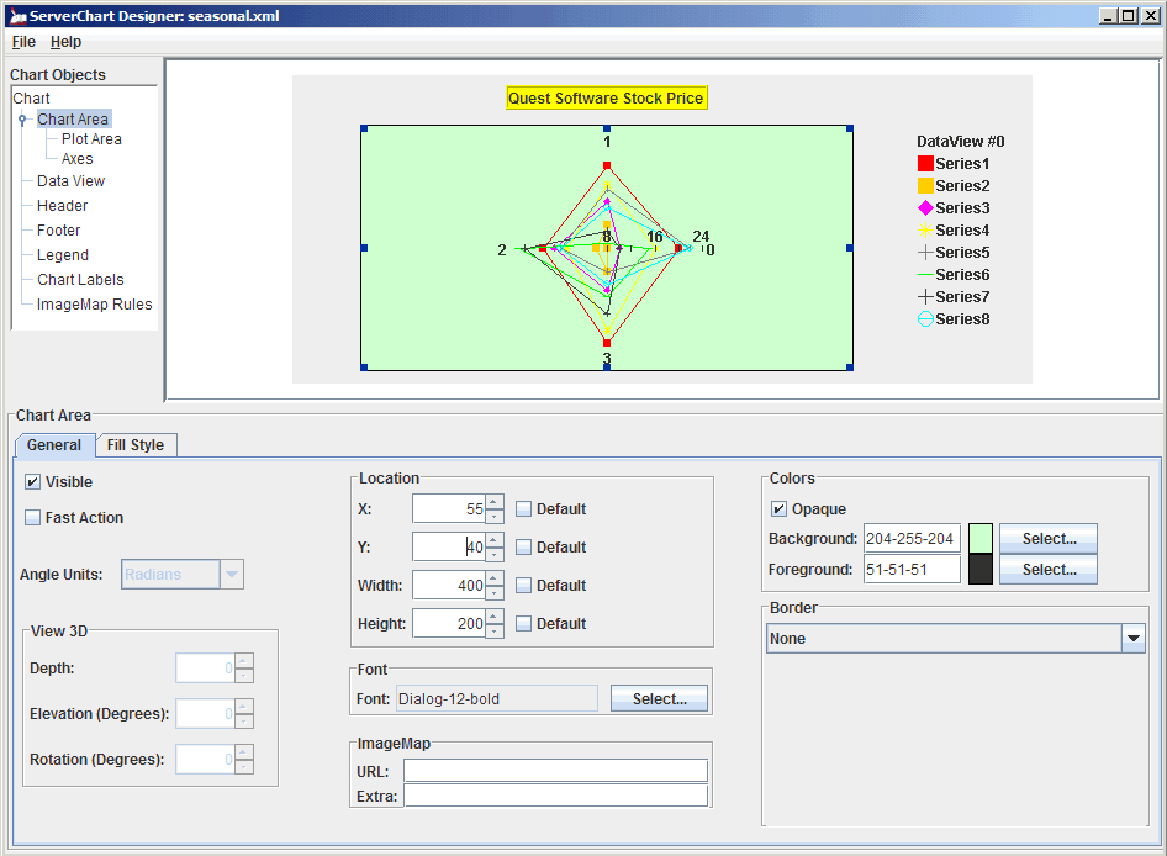 ServerChart Designer: seasonal.xml
File Help
Chart Objects
Chart
Chart Area
Plot Area
Axes
Data View
Header
Footer
Legend
Chart Labels
ImageMap Rules
Quest Software Stock Price
1
8 16 24
2 0
3
DataView #0
Series1
Series2
Series3
Series4
Series5
Series6
Series7
Series8
Chart Area
General Fill Style
Visible
Fast Action
Angle Units: Radians
View 3D
Depth: 0
Elevation (Degrees): 0
Rotation (Degrees): 0
Location
X: 55 Default
Y: 40 Default
Width: 400 Default
Height: 200 Default
Font
Font: Dialog-12-bold Select...
ImageMap
URL:
Extra:
Colors
Opaque
Background: 204-255-204 Select...
Foreground: 51-51-51 Select...
Border
None